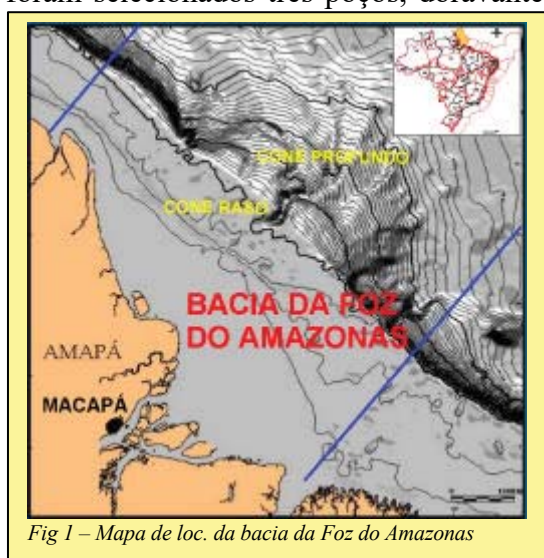 foram selecionados três poços, doravante
CONE PROFUNDO
CONE RASO
BACIA DA FOZ
DO AMAZONAS
AMAPÁ
MACAPÁ
Fig 1 – Mapa de loc. da bacia da Foz do Amazonas